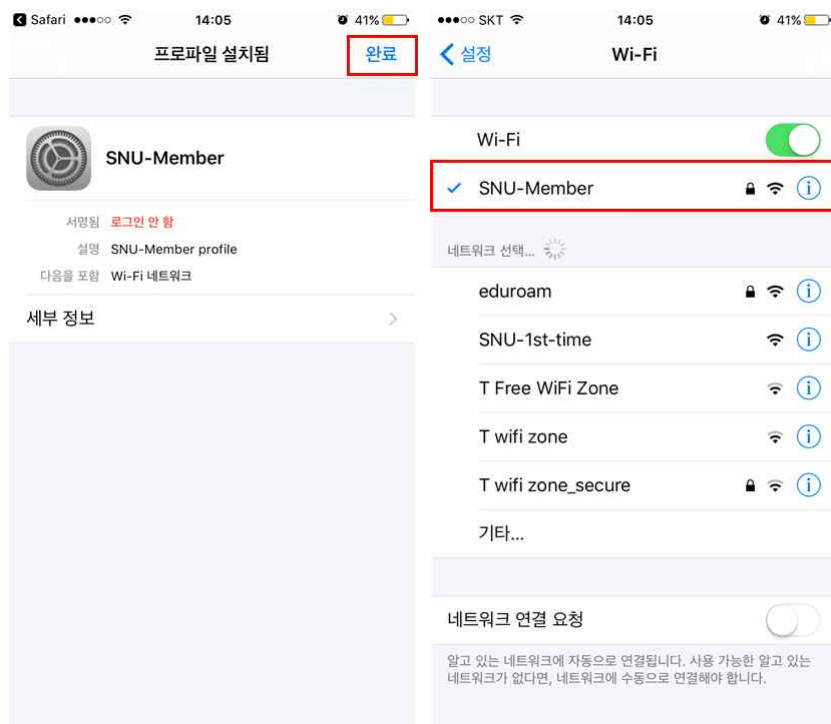 Safari 14:05 41%
프로파일 설치됨 완료
SNU-Member
서명됨 로그인 안 함
설명 SNU-Member profile
다음을 포함 Wi-Fi 네트워크
세부 정보
SKT 14:05 41%
설정 Wi-Fi
Wi-Fi
SNU-Member
네트워크 선택...
eduroam
SNU-1st-time
T Free WiFi Zone
T wifi zone
T wifi zone_secure
기타...
네트워크 연결 요청
알고 있는 네트워크에 자동으로 연결됩니다. 사용 가능한 알고 있는
네트워크가 없다면, 네트워크에 수동으로 연결해야 합니다.